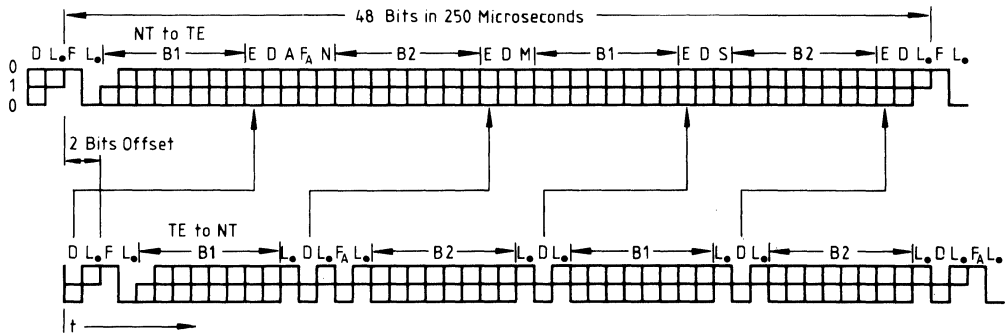 48 Bits in 250 Microseconds
NT to TE
D L. F L. B1 E D A FA N B2 E D M B1 E D S B2 E D L. F L.
0
1
0
2 Bits Offset
TE to NT
D L. F L. B1 L. D L. FA L. B2 L. D L. B1 L. D L. B2 L. D L. FA L.
t